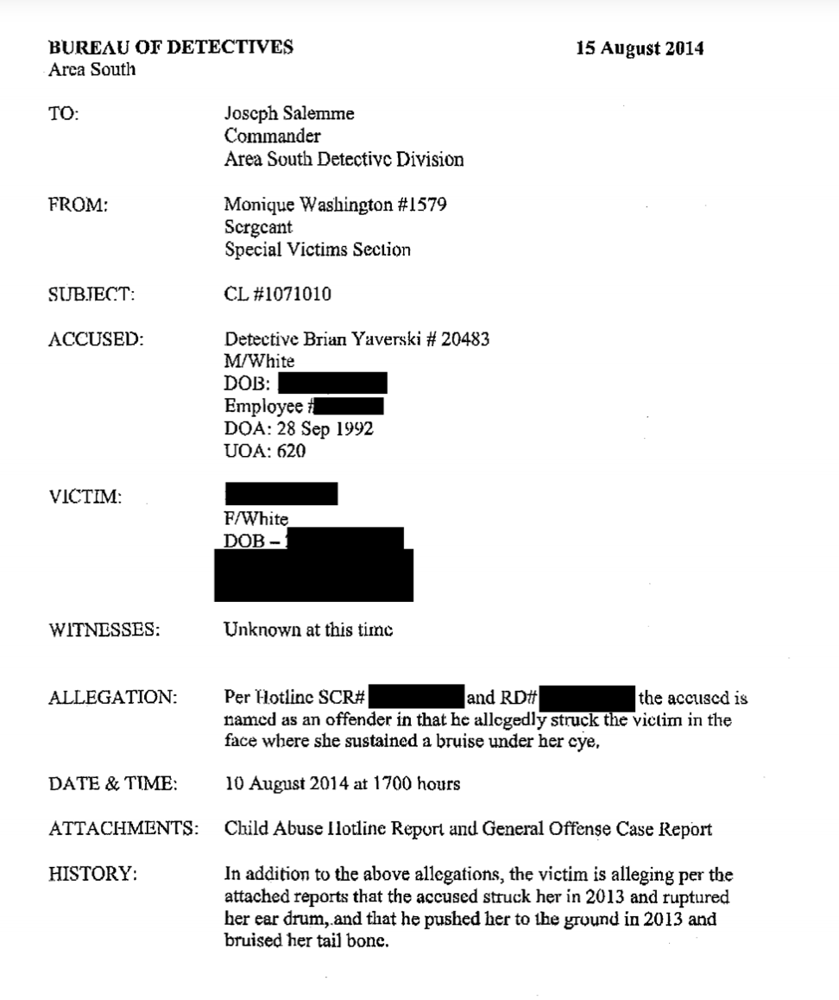 BUREAU OF DETECTIVES 15 August 2014
Area South
TO: Joseph Salemme
Commander
Area South Detective Division
FROM: Monique Washington #1579
Sergeant
Special Victims Section
SUBJECT: CL #1071010
ACCUSED: Detective Brian Yaverski # 20483
M/White
DOB:
Employee #
DOA: 28 Sep 1992
UOA: 620
VICTIM:
F/White
DOB –
WITNESSES: Unknown at this time
ALLEGATION: Per Hotline SCR# and RD# the accused is
named as an offender in that he allegedly struck the victim in the
face where she sustained a bruise under her eye.
DATE & TIME: 10 August 2014 at 1700 hours
ATTACHMENTS: Child Abuse Hotline Report and General Offense Case Report
HISTORY: In addition to the above allegations, the victim is alleging per the
attached reports that the accused struck her in 2013 and ruptured
her ear drum, and that he pushed her to the ground in 2013 and
bruised her tail bone.